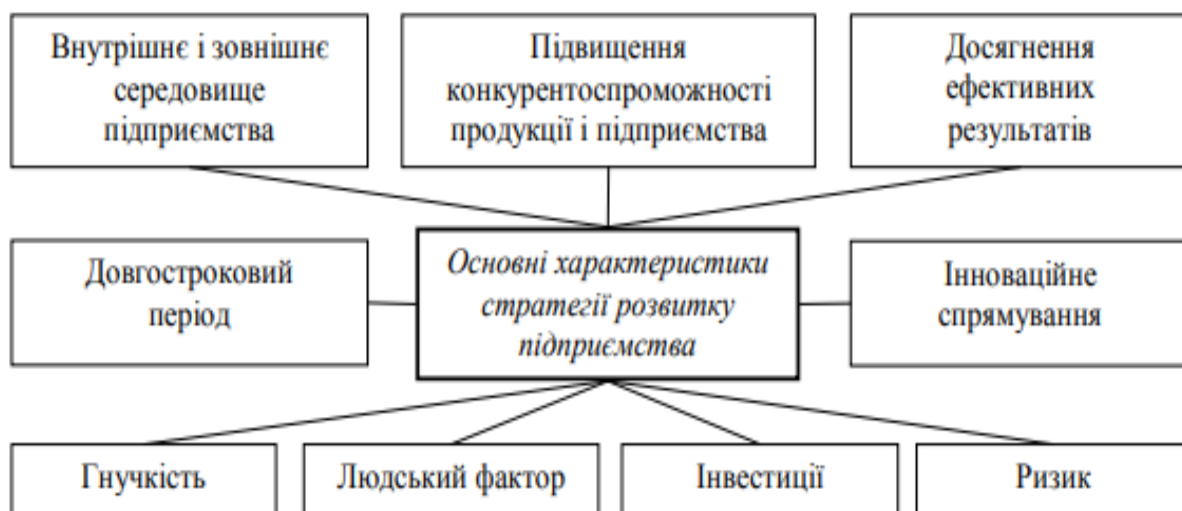 Внутрішнє і зовнішнє
середовище
підприємства
Підвищення
конкурентоспроможності
продукції і підприємства
Досягнення
ефективних
результатів
Довгостроковий
період
Основні характеристики
стратегії розвитку
підприємства
Інноваційне
спрямування
Гнучкість
Людський фактор
Інвестиції
Ризик